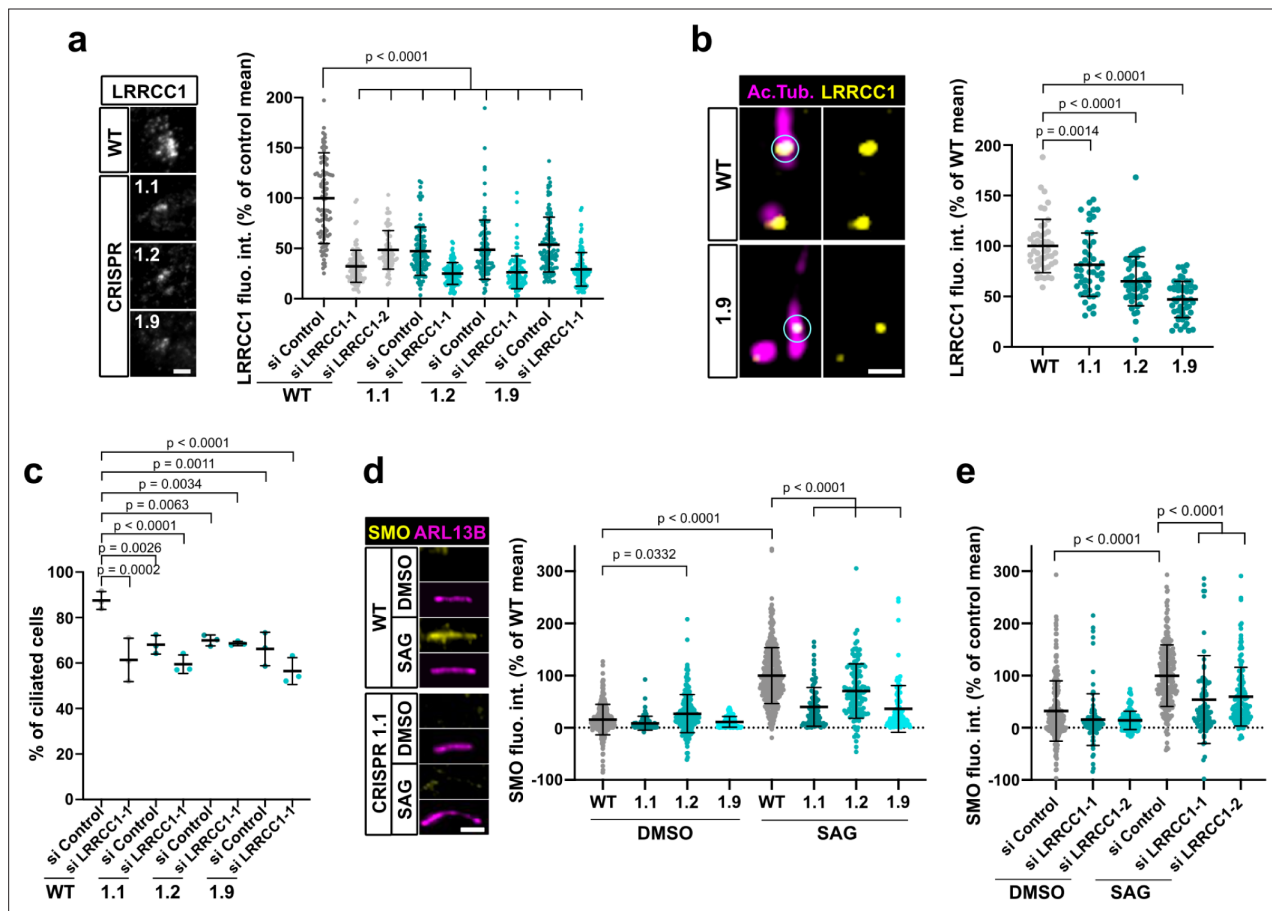 a
LRRCC1
WT
CRISPR
1.1
1.2
1.9
LRRCC1 fluo. int. (% of control mean)
p < 0.0001
200
150
100
50
0
si Control
si LRRCC1-1
si LRRCC1-2
si Control
si LRRCC1-1
si Control
si LRRCC1-1
si Control
si LRRCC1-1
WT
1.1
1.2
1.9
b
Ac.Tub. LRRCC1
WT
1.9
LRRCC1 fluo. int. (% of WT mean)
p < 0.0001
p < 0.0001
p = 0.0014
200
150
100
50
0
WT 1.1 1.2 1.9
c
p < 0.0001
p = 0.0011
p = 0.0034
p = 0.0063
p < 0.0001
p = 0.0026
p = 0.0002
% of ciliated cells
100
80
60
40
20
0
si Control
si LRRCC1-1
si Control
si LRRCC1-1
si Control
si LRRCC1-1
si Control
si LRRCC1-1
WT
1.1
1.2
1.9
d
SMO ARL13B
WT
DMSO
SAG
CRISPR 1.1
DMSO
SAG
SMO fluo. int. (% of WT mean)
p < 0.0001
p < 0.0001
p = 0.0332
300
200
100
0
-100
WT 1.1 1.2 1.9 WT 1.1 1.2 1.9
DMSO SAG
e
SMO fluo. int. (% of control mean)
p < 0.0001
p < 0.0001
300
200
100
0
-100
si Control
si LRRCC1-1
si LRRCC1-2
si Control
si LRRCC1-1
si LRRCC1-2
DMSO
SAG